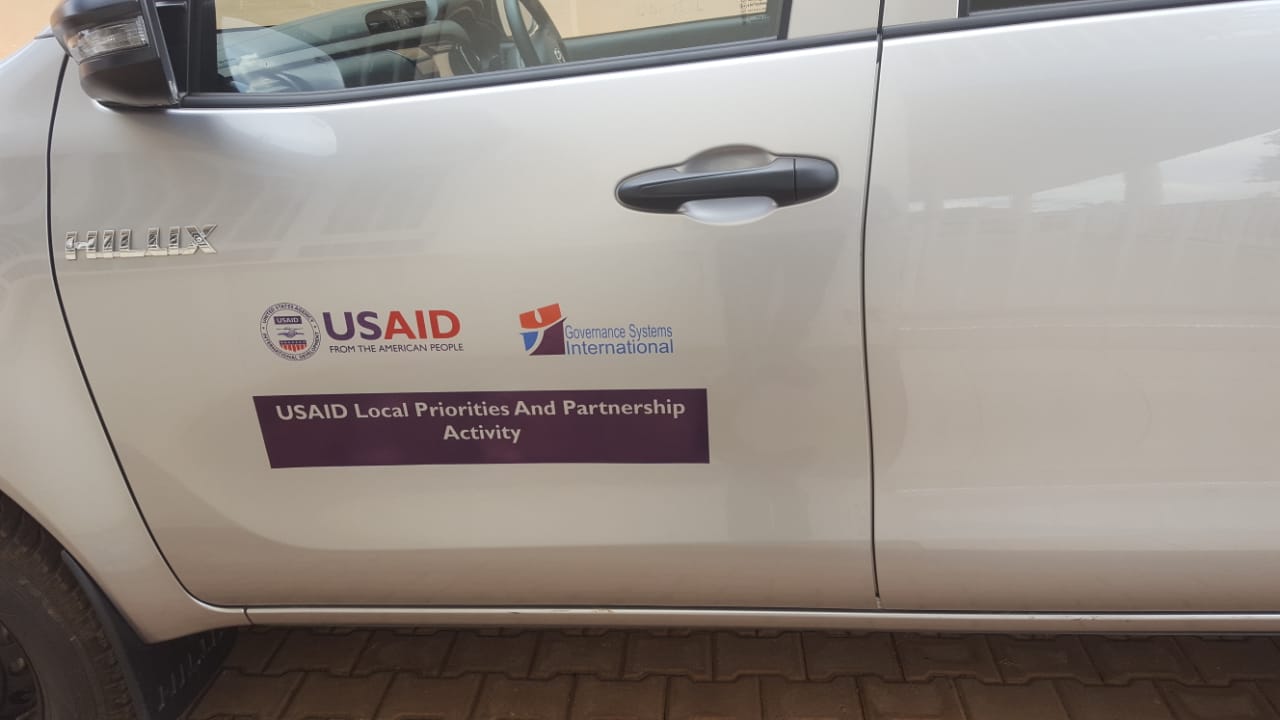 HILUX
UNITED STATES AGENCY
USAID
INTERNATIONAL DEVELOPMENT
USAID
FROM THE AMERICAN PEOPLE
Governance Systems
International
USAID Local Priorities And Partnership
Activity